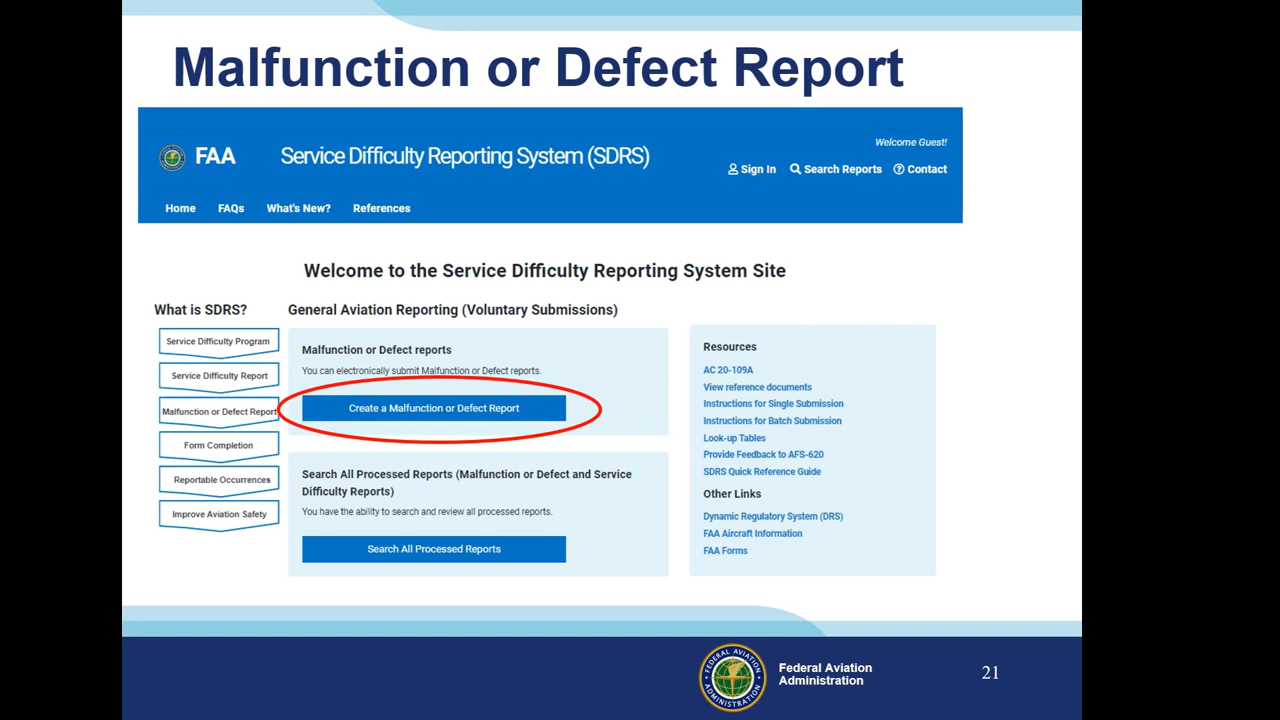 Malfunction or Defect Report
FAA
Service Difficulty Reporting System (SDRS)
Welcome Guest!
Sign In
Search Reports
Contact
Home
FAQs
What's New?
References
Welcome to the Service Difficulty Reporting System Site
What is SDRS?
Service Difficulty Program
Service Difficulty Report
Malfunction or Defect Report
Form Completion
Reportable Occurrences
Improve Aviation Safety
General Aviation Reporting (Voluntary Submissions)
Malfunction or Defect reports
You can electronically submit Malfunction or Defect reports.
Create a Malfunction or Defect Report
Search All Processed Reports (Malfunction or Defect and Service
Difficulty Reports)
You have the ability to search and review all processed reports.
Search All Processed Reports
Resources
AC 20-109A
View reference documents
Instructions for Single Submission
Instructions for Batch Submission
Look-up Tables
Provide Feedback to AFS-620
SDRS Quick Reference Guide
Other Links
Dynamic Regulatory System (DRS)
FAA Aircraft Information
FAA Forms
FEDERAL AVIATION
ADMINISTRATION
Federal Aviation
Administration
21